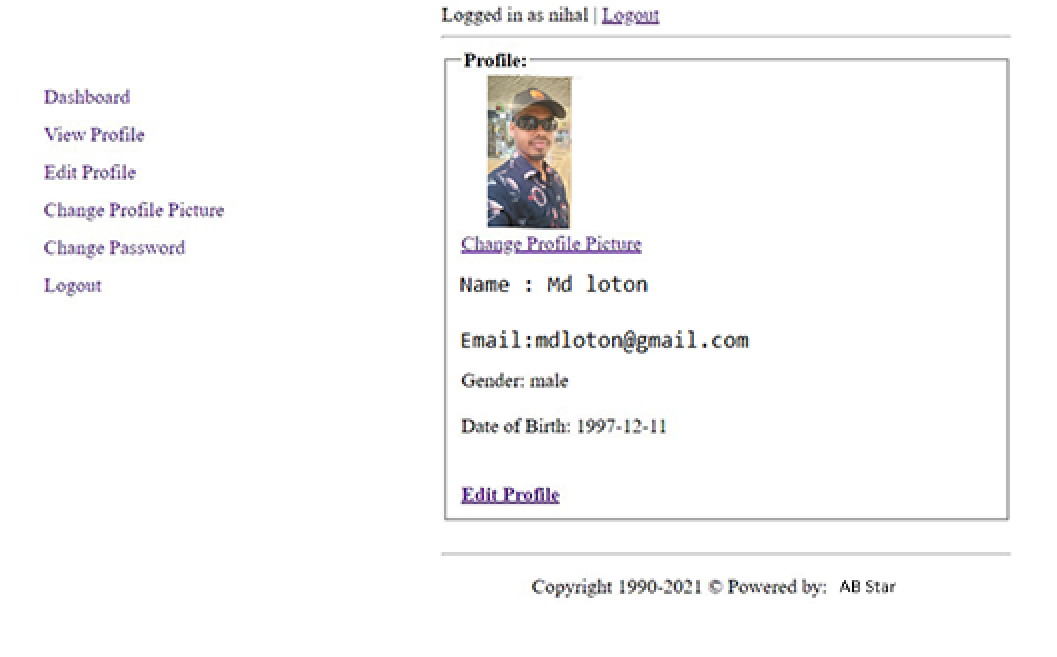 Logged in as nihal | Logout
Dashboard
View Profile
Edit Profile
Change Profile Picture
Change Password
Logout
Profile:
Change Profile Picture
Name : Md loton
Email:mdloton@gmail.com
Gender: male
Date of Birth: 1997-12-11
Edit Profile
Copyright 1990-2021 © Powered by: AB Star